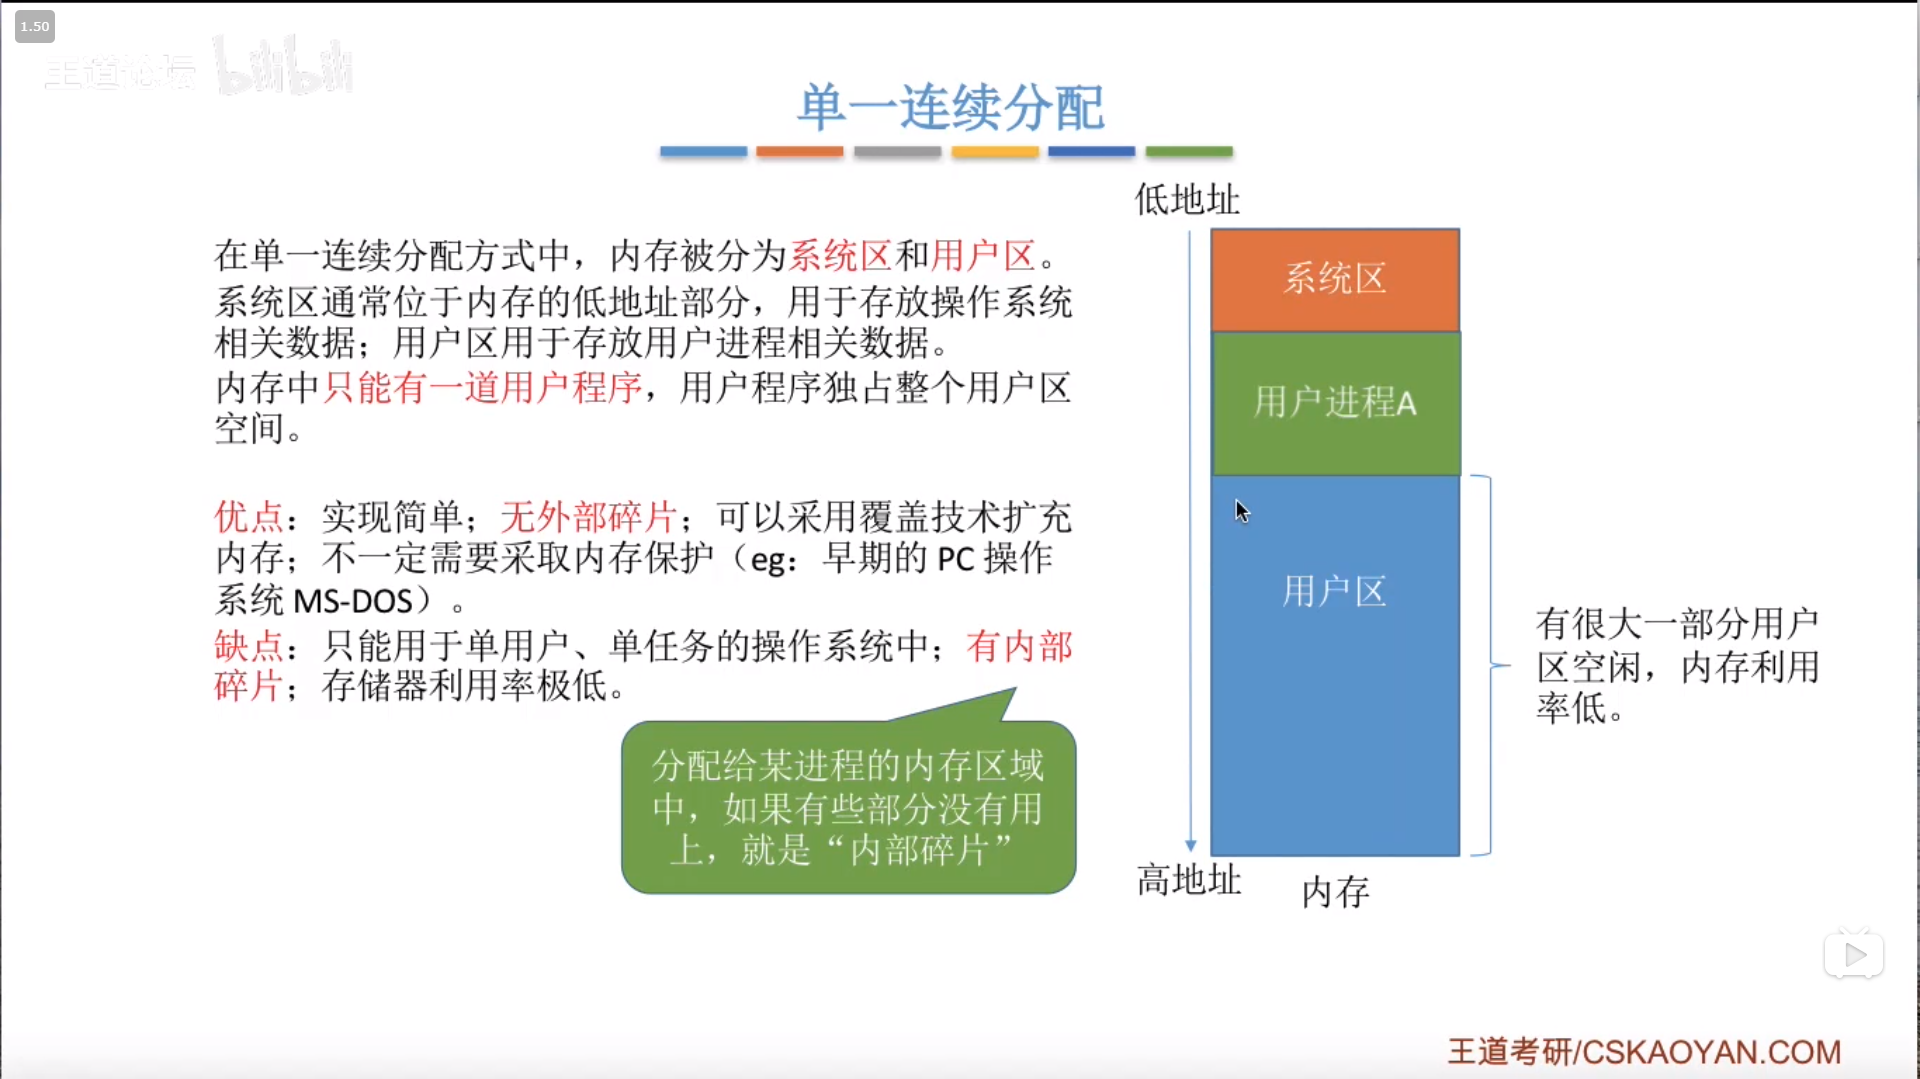 1.50
王道论坛 bilibili
单一连续分配
在单一连续分配方式中，内存被分为系统区和用户区。
系统区通常位于内存的低地址部分，用于存放操作系统
相关数据；用户区用于存放用户进程相关数据。
内存中只能有一道用户程序，用户程序独占整个用户区
空间。
优点：实现简单；无外部碎片；可以采用覆盖技术扩充
内存；不一定需要采取内存保护（eg：早期的 PC 操作
系统 MS-DOS）。
缺点：只能用于单用户、单任务的操作系统中；有内部
碎片；存储器利用率极低。
分配给某进程的内存区域
中，如果有些部分没有用
上，就是“内部碎片”
低地址
系统区
用户进程A
用户区
高地址
内存
有很大一部分用户
区空闲，内存利用
率低。
王道考研/CSKAOYAN.COM